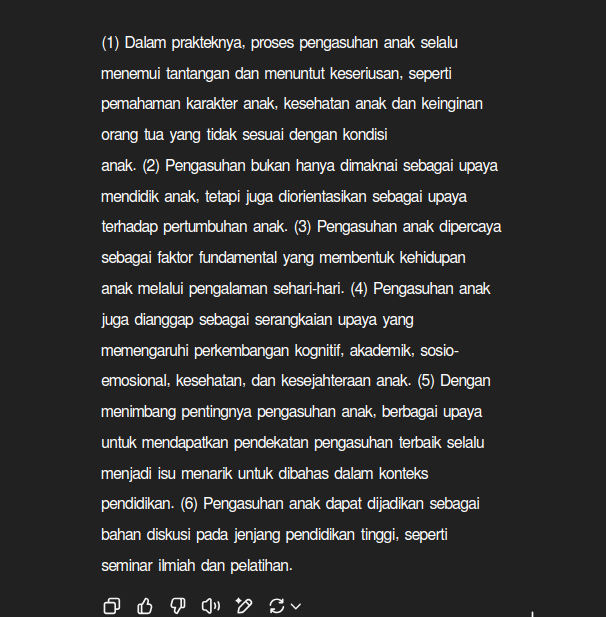 (1) Dalam prakteknya, proses pengasuhan anak selalu
menemui tantangan dan menuntut keseriusan, seperti
pemahaman karakter anak, kesehatan anak dan keinginan
orang tua yang tidak sesuai dengan kondisi
anak. (2) Pengasuhan bukan hanya dimaknai sebagai upaya
mendidik anak, tetapi juga diorientasikan sebagai upaya
terhadap pertumbuhan anak. (3) Pengasuhan anak dipercaya
sebagai faktor fundamental yang membentuk kehidupan
anak melalui pengalaman sehari-hari. (4) Pengasuhan anak
juga dianggap sebagai serangkaian upaya yang
memengaruhi perkembangan kognitif, akademik, sosio-
emosional, kesehatan, dan kesejahteraan anak. (5) Dengan
menimbang pentingnya pengasuhan anak, berbagai upaya
untuk mendapatkan pendekatan pengasuhan terbaik selalu
menjadi isu menarik untuk dibahas dalam konteks
pendidikan. (6) Pengasuhan anak dapat dijadikan sebagai
bahan diskusi pada jenjang pendidikan tinggi, seperti
seminar ilmiah dan pelatihan.